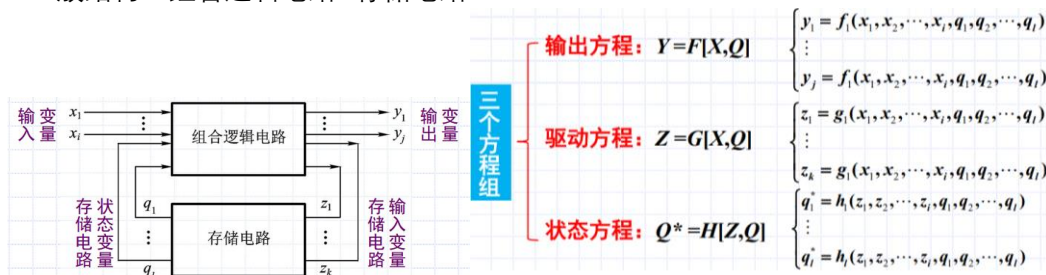 输入变量
x₁
⋮
xᵢ
组合逻辑电路
y₁
⋮
yⱼ
输出变量
存储电路状态变量
q₁
⋮
qₗ
存储电路
z₁
⋮
zₖ
存储电路输入变量
三个方程组
输出方程：Y=F[X,Q]
y₁ = f₁(x₁,x₂,⋯,xᵢ,q₁,q₂,⋯,qₗ)
⋮
yⱼ = f₁(x₁,x₂,⋯,xᵢ,q₁,q₂,⋯,qₗ)
驱动方程：Z=G[X,Q]
z₁ = g₁(x₁,x₂,⋯,xᵢ,q₁,q₂,⋯,qₗ)
⋮
zₖ = g₁(x₁,x₂,⋯,xᵢ,q₁,q₂,⋯,qₗ)
状态方程：Q*=H[Z,Q]
q₁* = h₁(z₁,z₂,⋯,zᵢ,q₁,q₂,⋯,qₗ)
⋮
qₗ* = hₗ(z₁,z₂,⋯,zᵢ,q₁,q₂,⋯,qₗ)